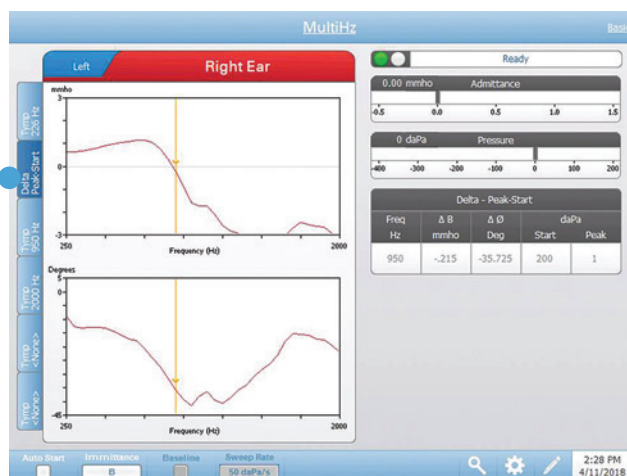 MultiHz
Basic
Left
Right Ear
Ready
Tymp
226 Hz
Delta
Peak-Start
Tymp
950 Hz
Tymp
2000 Hz
Tymp
<None>
Tymp
<None>
mmho
3
0
-3
250
Frequency (Hz)
2000
Degrees
5
0
-45
250
Frequency (Hz)
2000
0.00 mmho Admittance
-0.5 0.0 0.5 1.0 1.5
0 daPa Pressure
-400 -300 -200 -100 0 100 200
Delta - Peak-Start
Freq Δ B Δ Ø daPa
Hz mmho Deg Start Peak
950 -.215 -35.725 200 1
Auto Start Immittance Baseline Sweep Rate
B 50 daPa/s
2:28 PM
4/11/2018